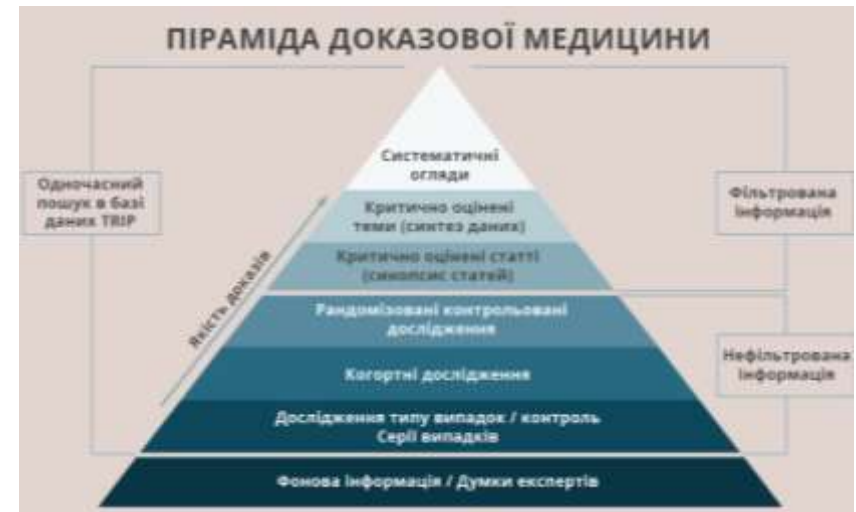 ПІРАМІДА ДОКАЗОВОЇ МЕДИЦИНИ
Систематичні
огляди
Одночасний
пошук в базі
даних TRIP
Фільтрована
інформація
Критично оцінені
теми (синтез даних)
Критично оцінені статті
(синопсис статей)
Якість доказів
Рандомізовані контрольовані
дослідження
Нефільтрована
інформація
Когортні дослідження
Дослідження типу випадок / контроль
Серії випадків
Фонова інформація / Думки експертів